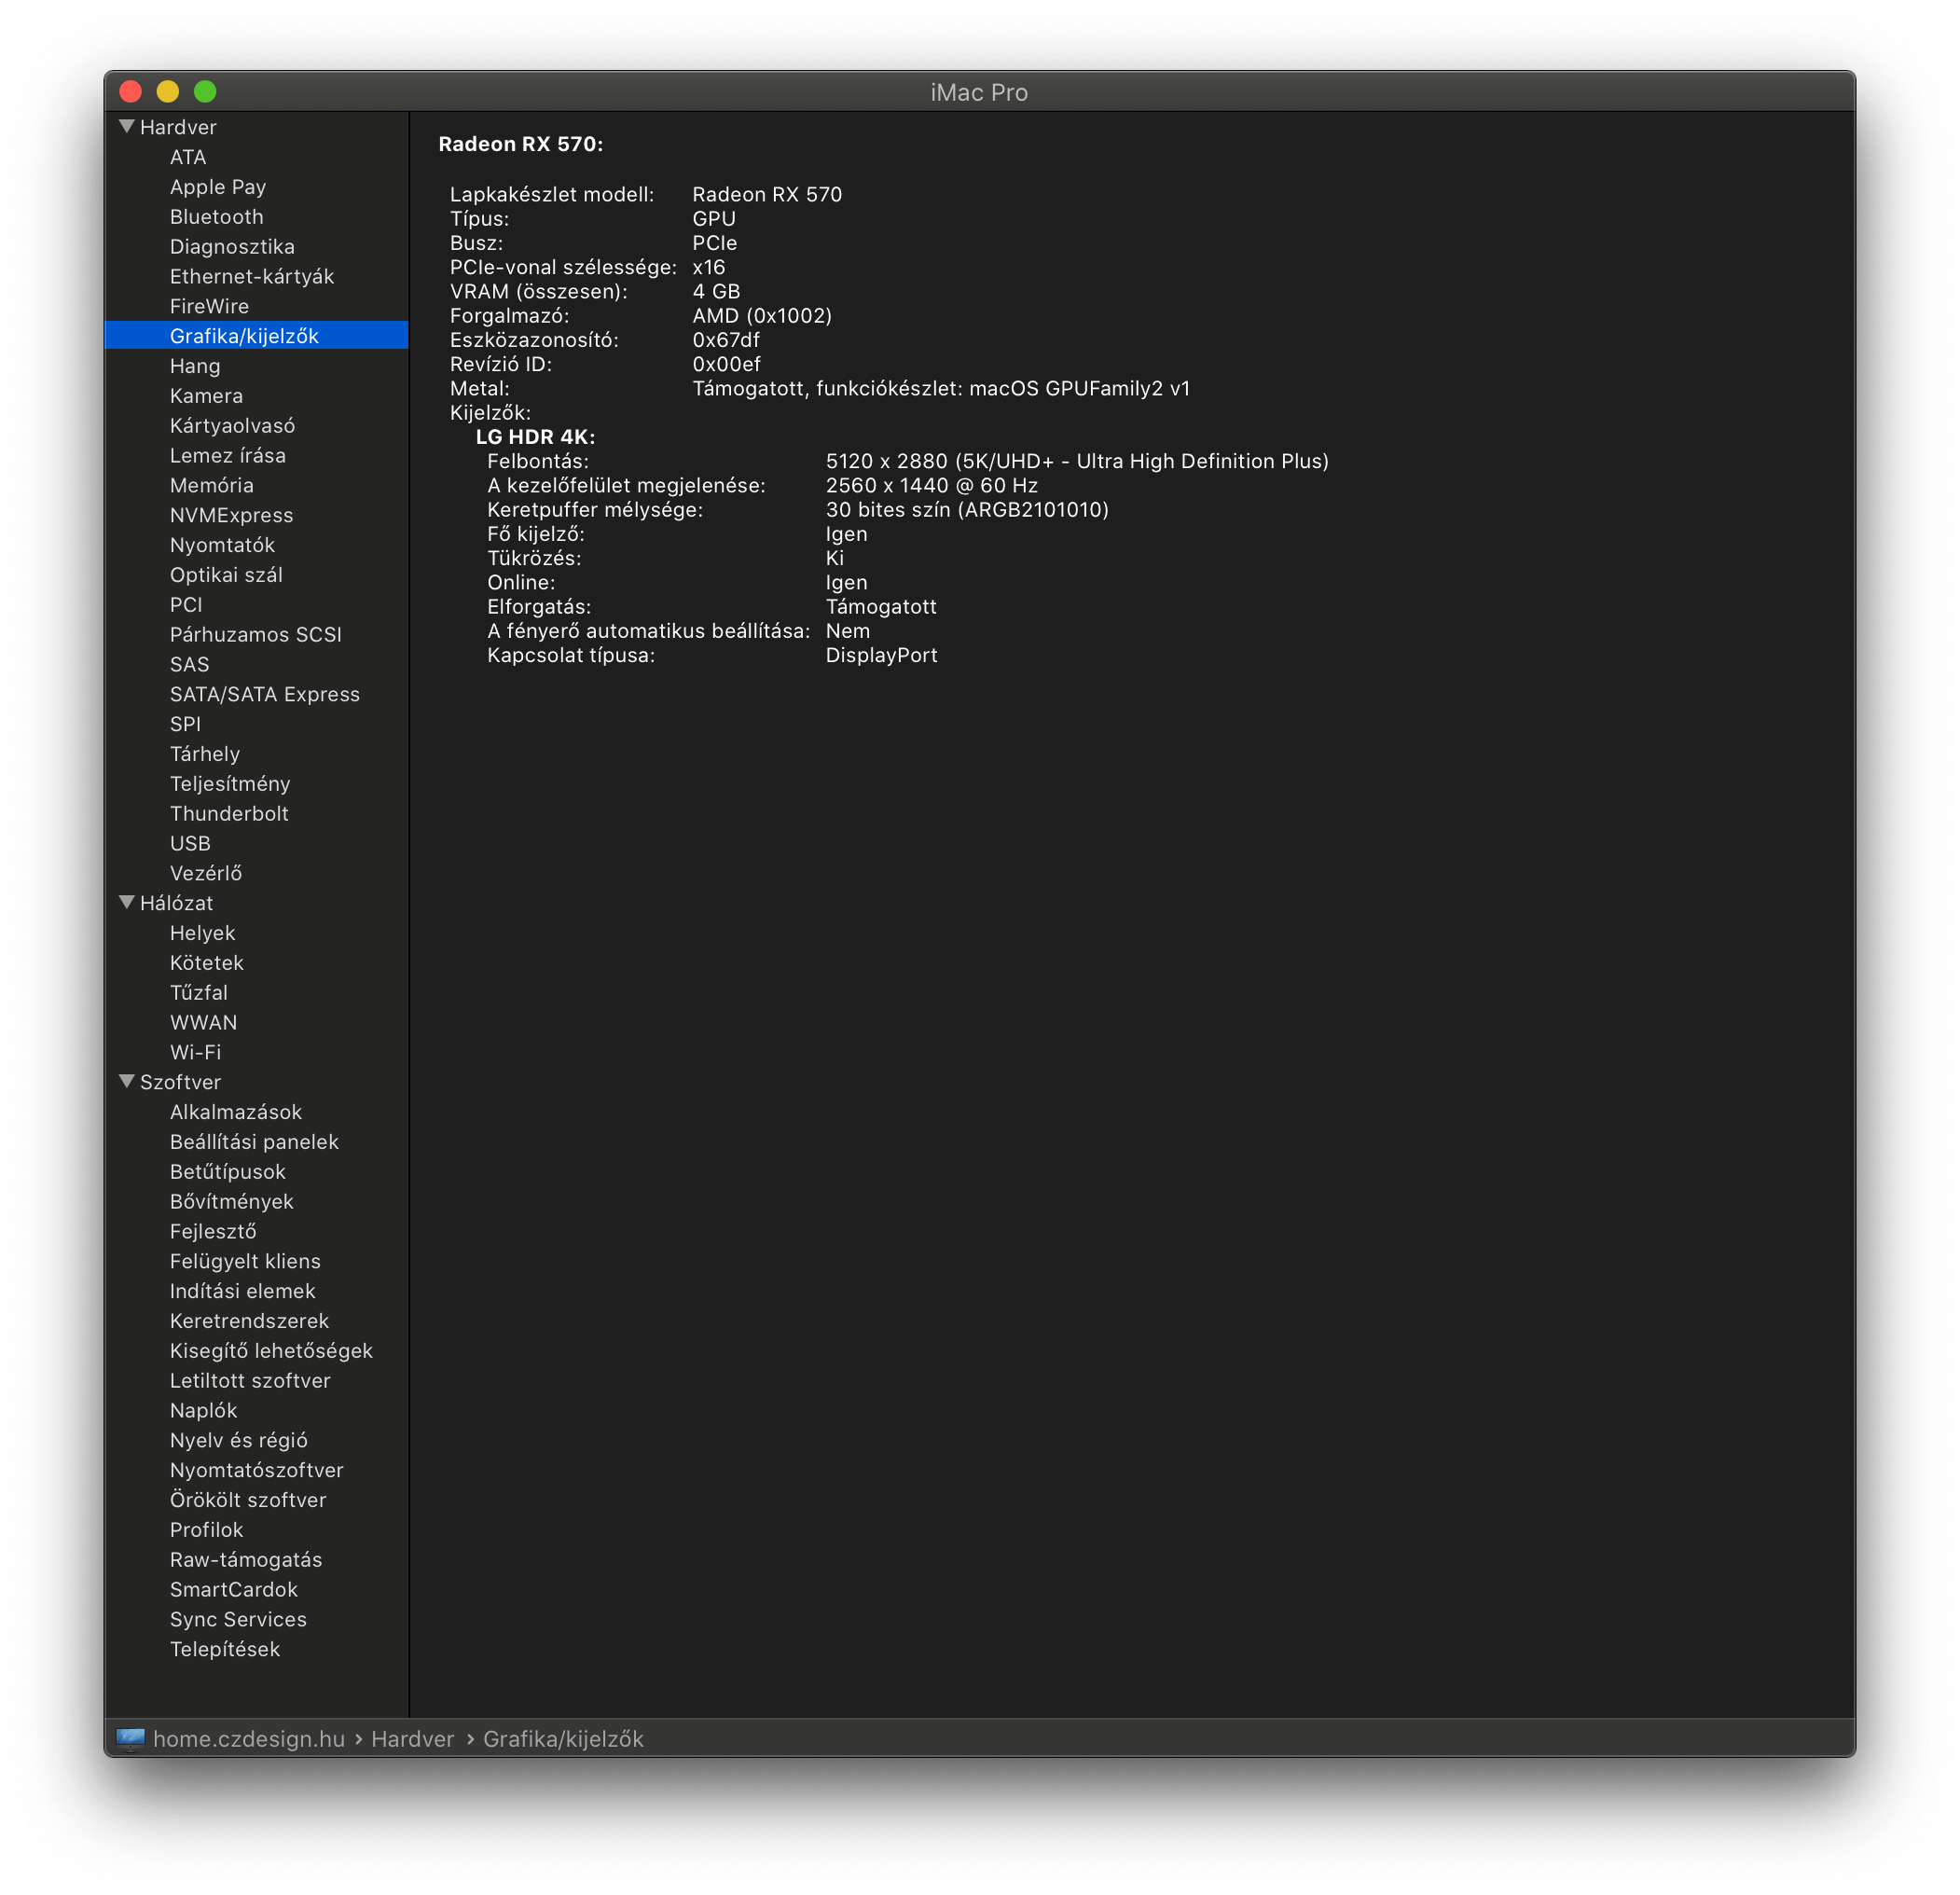 iMac Pro
Hardver
ATA
Apple Pay
Bluetooth
Diagnosztika
Ethernet-kártyák
FireWire
Grafika/kijelzők
Hang
Kamera
Kártyaolvasó
Lemez írása
Memória
NVMExpress
Nyomtatók
Optikai szál
PCI
Párhuzamos SCSI
SAS
SATA/SATA Express
SPI
Tárhely
Teljesítmény
Thunderbolt
USB
Vezérlő
Hálózat
Helyek
Kötetek
Tűzfal
WWAN
Wi-Fi
Szoftver
Alkalmazások
Beállítási panelek
Betűtípusok
Bővítmények
Fejlesztő
Felügyelt kliens
Indítási elemek
Keretrendszerek
Kisegítő lehetőségek
Letiltott szoftver
Naplók
Nyelv és régió
Nyomtatószoftver
Örökölt szoftver
Profilok
Raw-támogatás
SmartCardok
Sync Services
Telepítések
Radeon RX 570:
Lapkakészlet modell: Radeon RX 570
Típus: GPU
Busz: PCIe
PCIe-vonal szélessége: x16
VRAM (összesen): 4 GB
Forgalmazó: AMD (0x1002)
Eszközazonosító: 0x67df
Revízió ID: 0x00ef
Metal: Támogatott, funkciókészlet: macOS GPUFamily2 v1
Kijelzők:
LG HDR 4K:
Felbontás: 5120 x 2880 (5K/UHD+ - Ultra High Definition Plus)
A kezelőfelület megjelenése: 2560 x 1440 @ 60 Hz
Keretpuffer mélysége: 30 bites szín (ARGB2101010)
Fő kijelző: Igen
Tükrözés: Ki
Online: Igen
Elforgatás: Támogatott
A fényerő automatikus beállítása: Nem
Kapcsolat típusa: DisplayPort
home.czdesign.hu › Hardver › Grafika/kijelzők